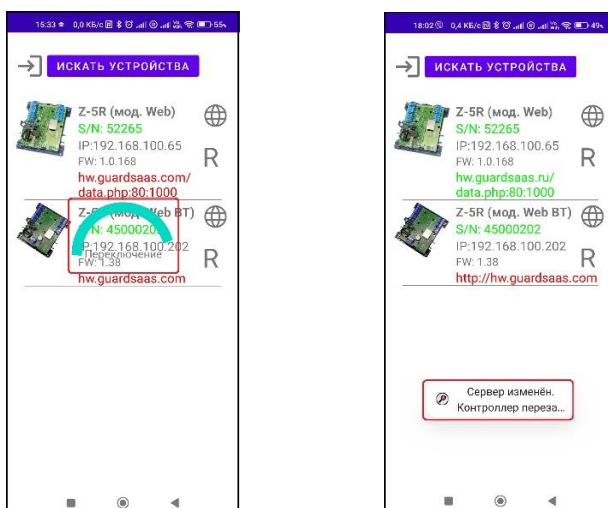 15:33 0,0 КБ/с 55
ИСКАТЬ УСТРОЙСТВА
Z-5R (мод. Web)
S/N: 52265
IP:192.168.100.65
FW: 1.0.168
R
hw.guardsaas.com/
data.php:80:1000
(мод. Web BT)
N: 45000202
IP:192.168.100.202
Переключение
FW: 1.38
R
hw.guardsaas.com
18:02 0,4 КБ/с 49
ИСКАТЬ УСТРОЙСТВА
Z-5R (мод. Web)
S/N: 52265
IP:192.168.100.65
FW: 1.0.168
R
hw.guardsaas.ru/
data.php:80:1000
Z-5R (мод. Web BT)
S/N: 45000202
IP:192.168.100.202
FW: 1.38
R
http://hw.guardsaas.com
Сервер изменён.
Контроллер переза...